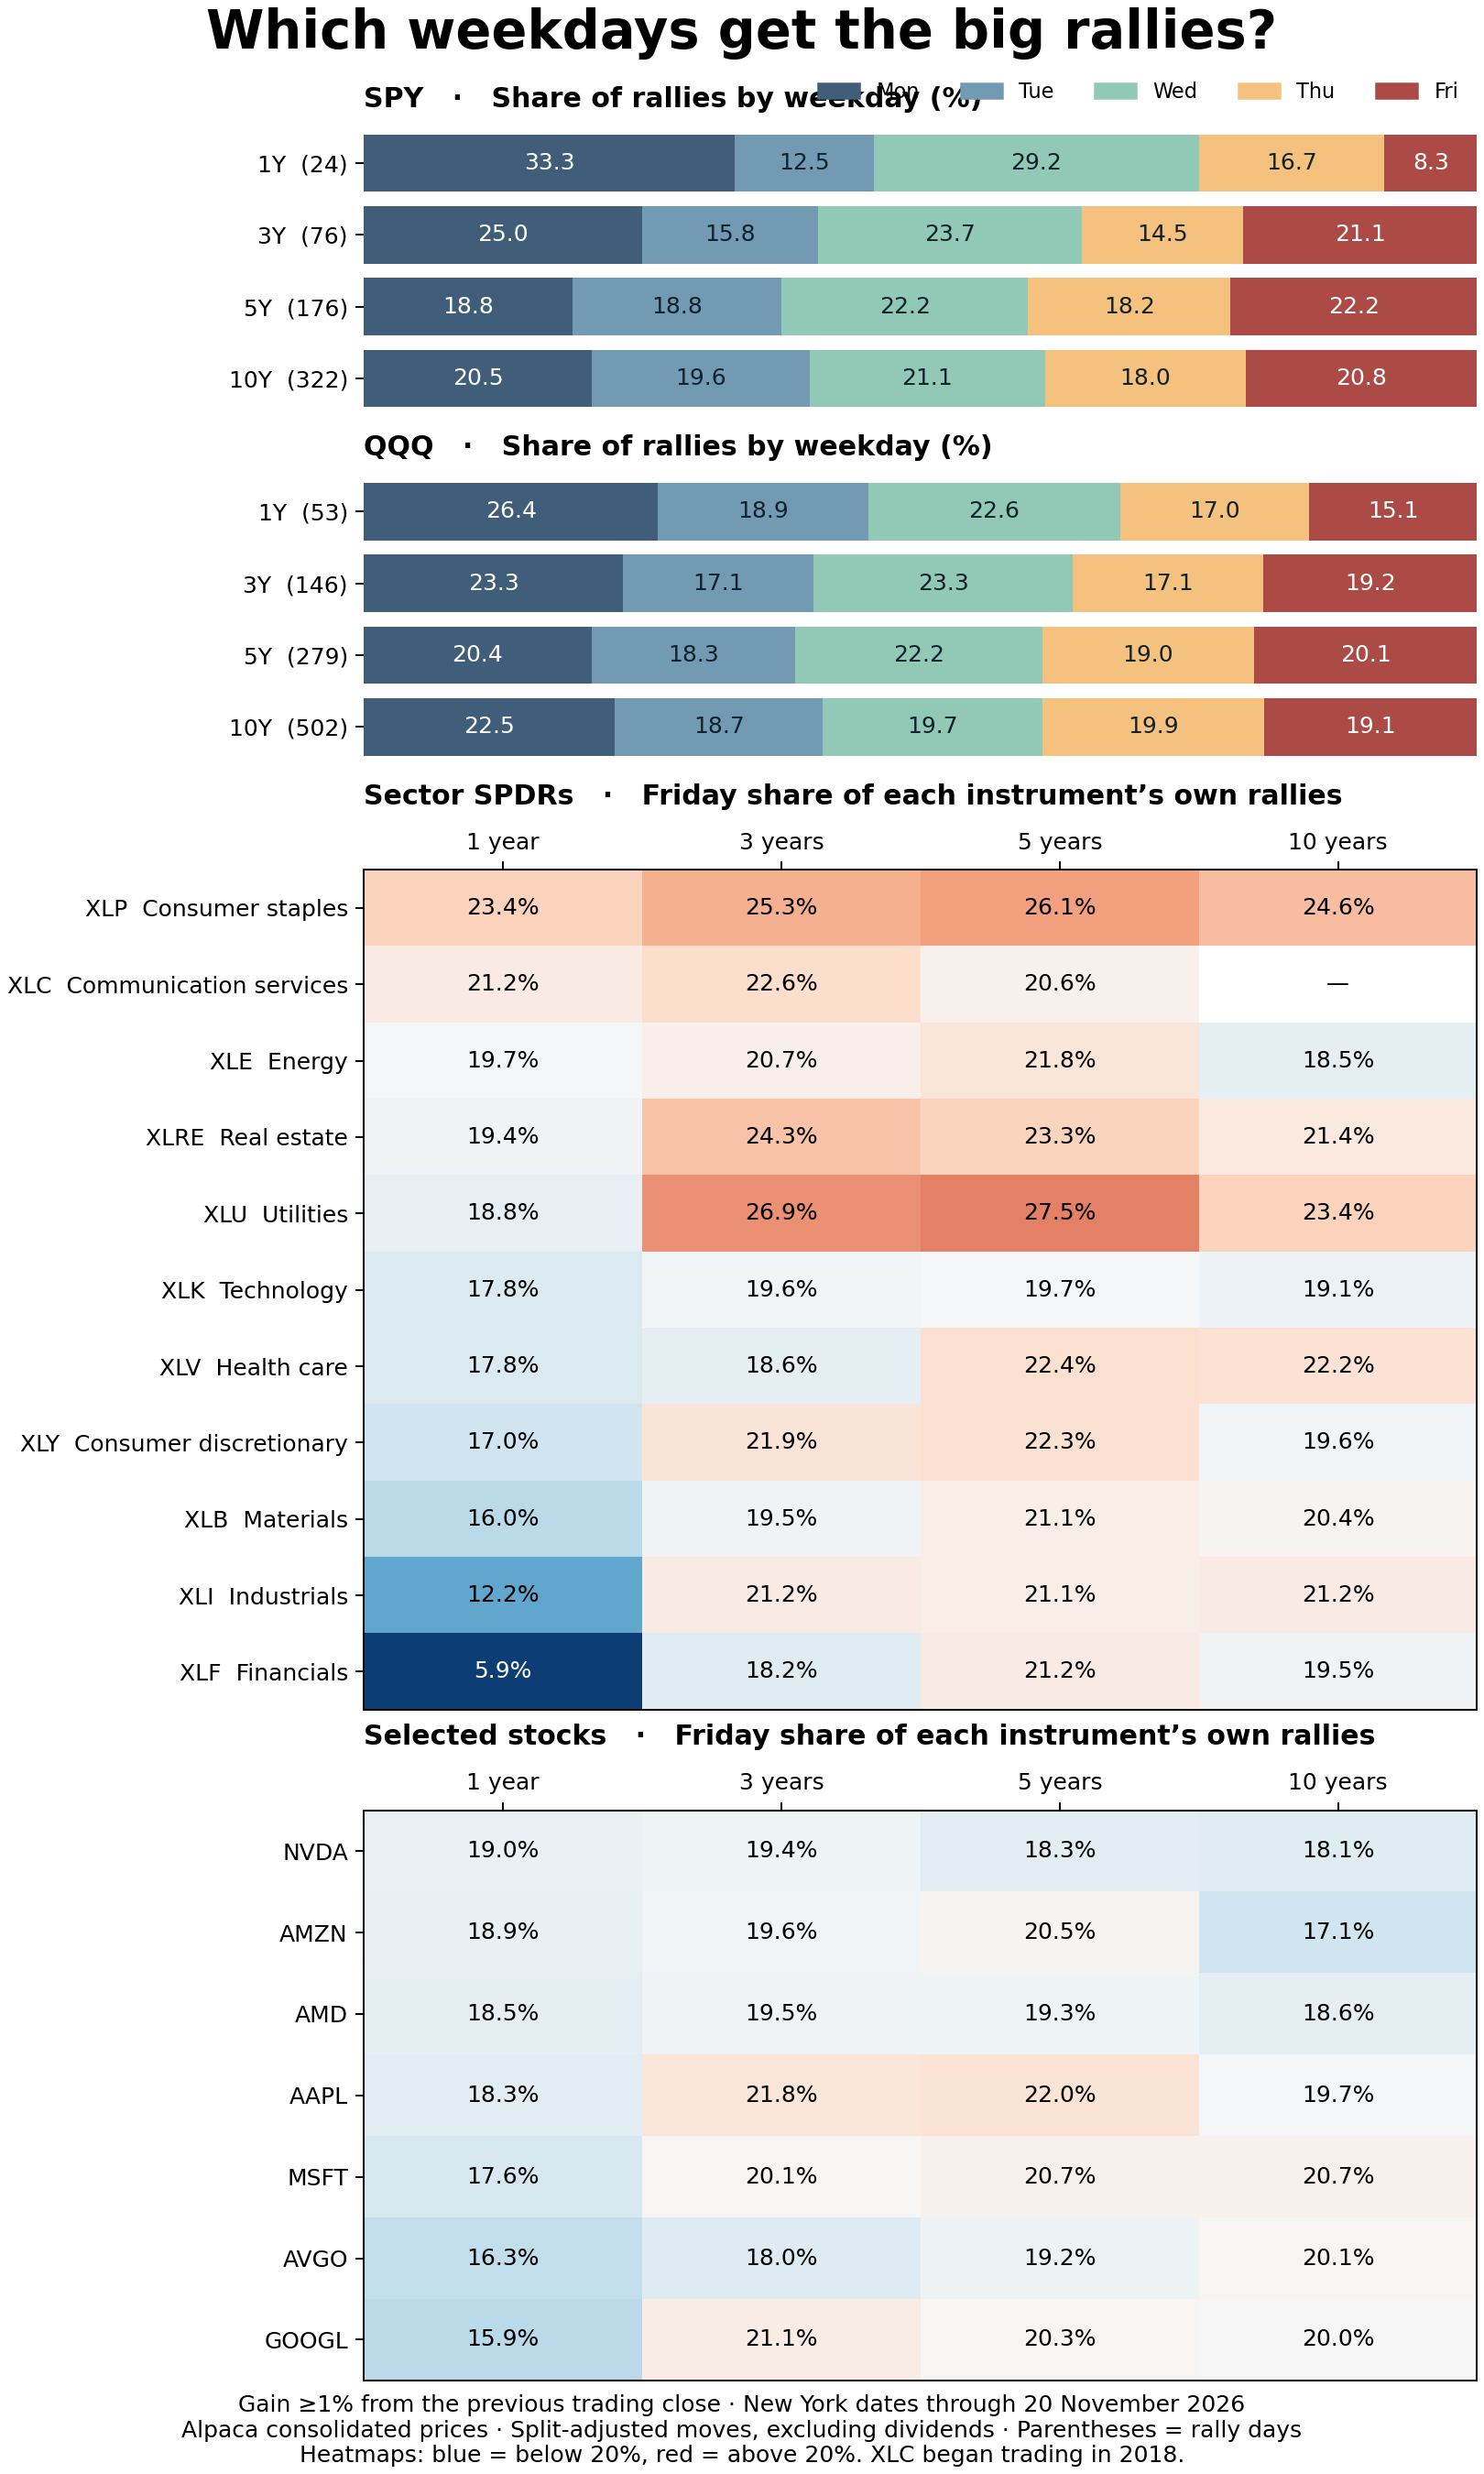 Which weekdays get the big rallies?
SPY · Share of rallies by weekday (%)
Mon Tue Wed Thu Fri
1Y (24) 33.3 12.5 29.2 16.7 8.3
3Y (76) 25.0 15.8 23.7 14.5 21.1
5Y (176) 18.8 18.8 22.2 18.2 22.2
10Y (322) 20.5 19.6 21.1 18.0 20.8
QQQ · Share of rallies by weekday (%)
1Y (53) 26.4 18.9 22.6 17.0 15.1
3Y (146) 23.3 17.1 23.3 17.1 19.2
5Y (279) 20.4 18.3 22.2 19.0 20.1
10Y (502) 22.5 18.7 19.7 19.9 19.1
Sector SPDRs · Friday share of each instrument’s own rallies
1 year 3 years 5 years 10 years
XLP Consumer staples 23.4% 25.3% 26.1% 24.6%
XLC Communication services 21.2% 22.6% 20.6% —
XLE Energy 19.7% 20.7% 21.8% 18.5%
XLRE Real estate 19.4% 24.3% 23.3% 21.4%
XLU Utilities 18.8% 26.9% 27.5% 23.4%
XLK Technology 17.8% 19.6% 19.7% 19.1%
XLV Health care 17.8% 18.6% 22.4% 22.2%
XLY Consumer discretionary 17.0% 21.9% 22.3% 19.6%
XLB Materials 16.0% 19.5% 21.1% 20.4%
XLI Industrials 12.2% 21.2% 21.1% 21.2%
XLF Financials 5.9% 18.2% 21.2% 19.5%
Selected stocks · Friday share of each instrument’s own rallies
1 year 3 years 5 years 10 years
NVDA 19.0% 19.4% 18.3% 18.1%
AMZN 18.9% 19.6% 20.5% 17.1%
AMD 18.5% 19.5% 19.3% 18.6%
AAPL 18.3% 21.8% 22.0% 19.7%
MSFT 17.6% 20.1% 20.7% 20.7%
AVGO 16.3% 18.0% 19.2% 20.1%
GOOGL 15.9% 21.1% 20.3% 20.0%
Gain ≥1% from the previous trading close · New York dates through 20 November 2026
Alpaca consolidated prices · Split-adjusted moves, excluding dividends · Parentheses = rally days
Heatmaps: blue = below 20%, red = above 20%. XLC began trading in 2018.